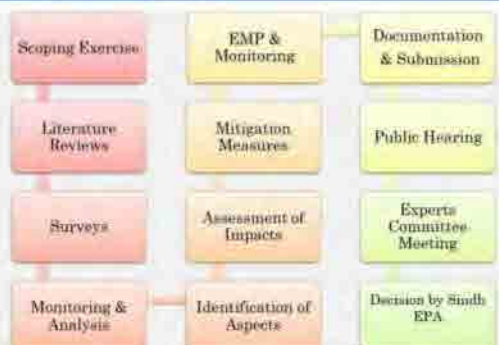 Scoping Exercise
Literature
Reviews
Surveys
Monitoring &
Analysis
Identification of
Aspects
Assessment of
Impacts
Mitigation
Measures
EMP &
Monitoring
Documentation
& Submission
Public Hearing
Experts
Committee
Meeting
Decision by Sindh
EPA